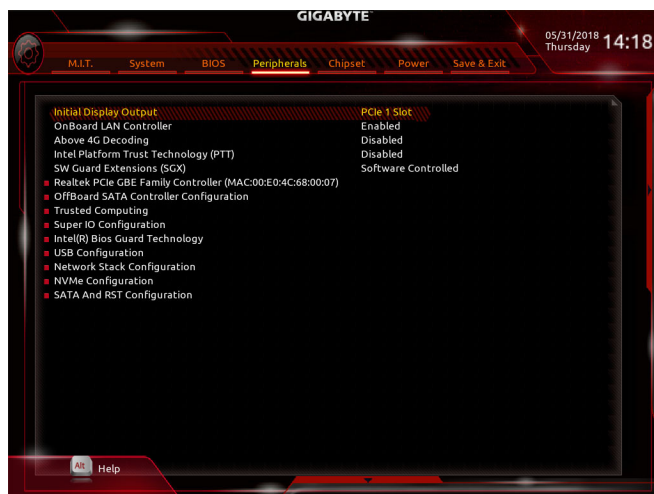 GIGABYTE™
05/31/2018
Thursday
14:18
M.I.T. System BIOS Peripherals Chipset Power Save & Exit
Initial Display Output PCIe 1 Slot
OnBoard LAN Controller Enabled
Above 4G Decoding Disabled
Intel Platform Trust Technology (PTT) Disabled
SW Guard Extensions (SGX) Software Controlled
Realtek PCIe GBE Family Controller (MAC:00:E0:4C:68:00:07)
OffBoard SATA Controller Configuration
Trusted Computing
Super IO Configuration
Intel(R) Bios Guard Technology
USB Configuration
Network Stack Configuration
NVMe Configuration
SATA And RST Configuration
Alt Help